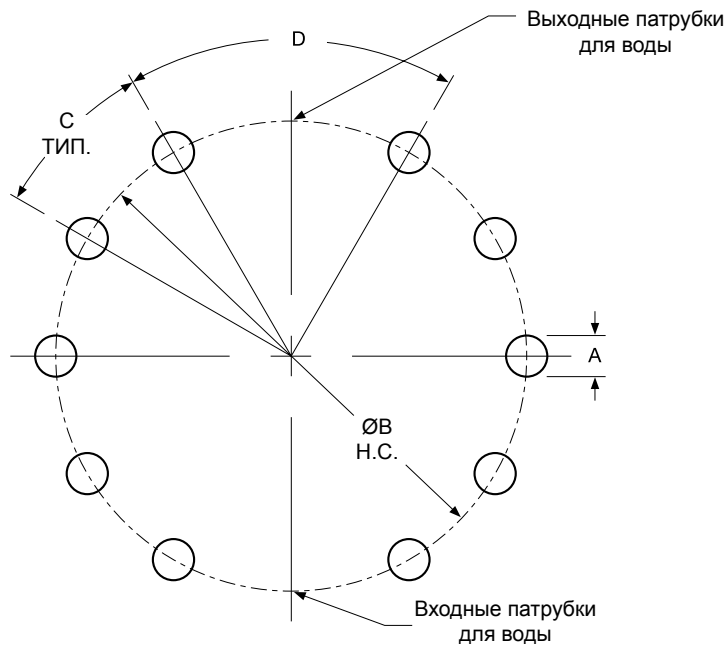 Выходные патрубки
для воды
D
C
ТИП.
A
ØB
Н.С.
Входные патрубки
для воды